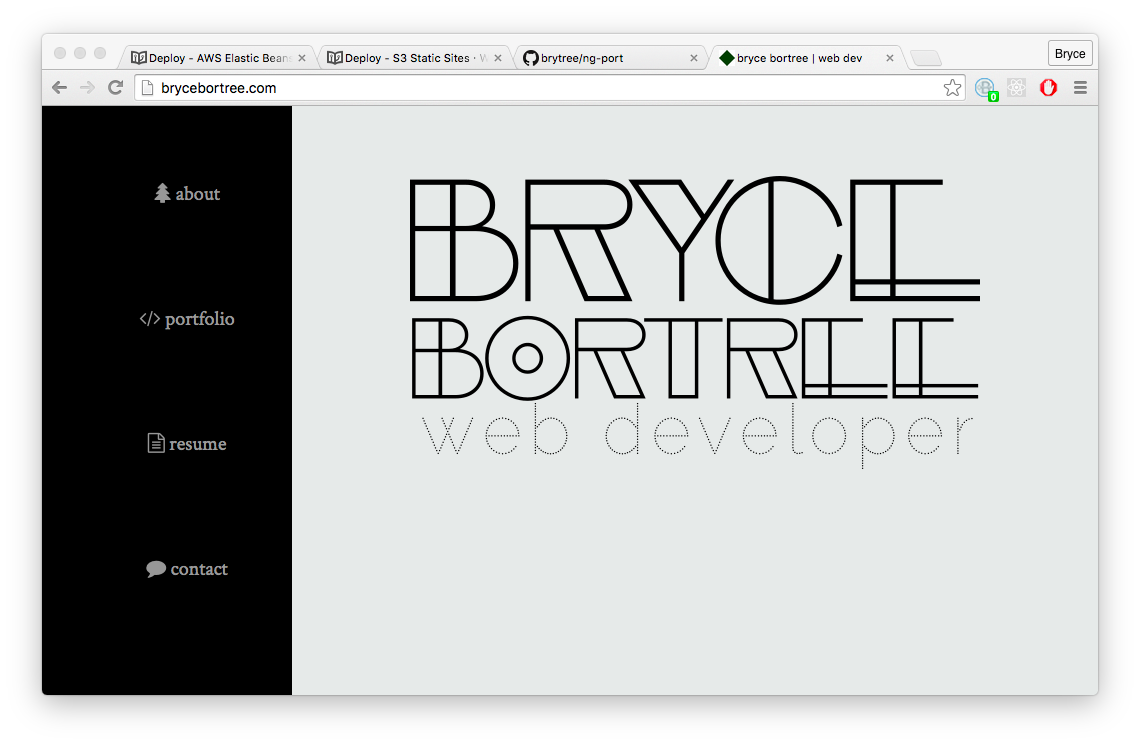 Deploy - AWS Elastic Bean
Deploy - S3 Static Sites ·
brytree/ng-port
bryce bortree | web dev
Bryce
brycebortree.com
0
about
portfolio
resume
contact
BRYCE
BORTREE
web developer